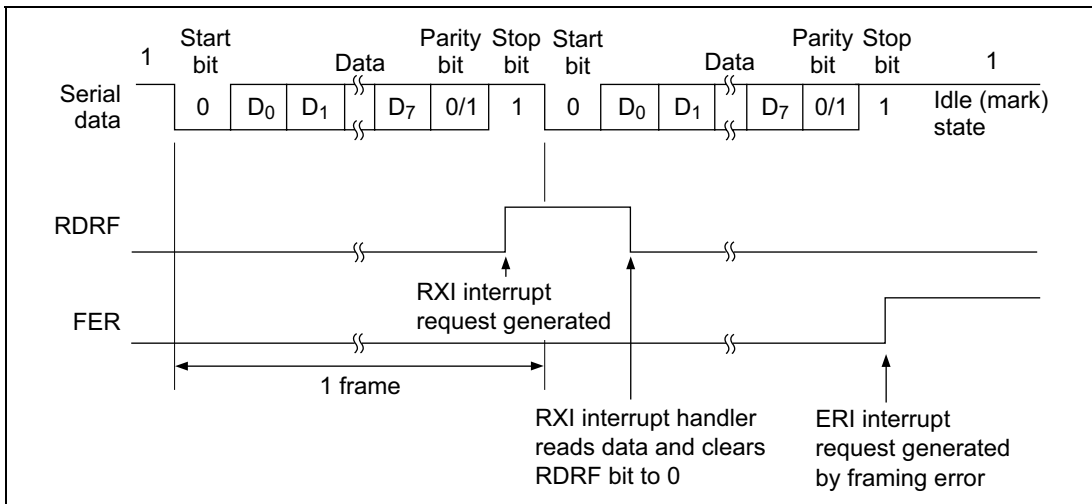 1
Start bit
Data
Parity bit
Stop bit
Start bit
Data
Parity bit
Stop bit
1
Serial data
0
D0
D1
D7
0/1
1
0
D0
D1
D7
0/1
1
Idle (mark) state
RDRF
RXI interrupt
request generated
FER
1 frame
RXI interrupt handler
reads data and clears
RDRF bit to 0
ERI interrupt
request generated
by framing error